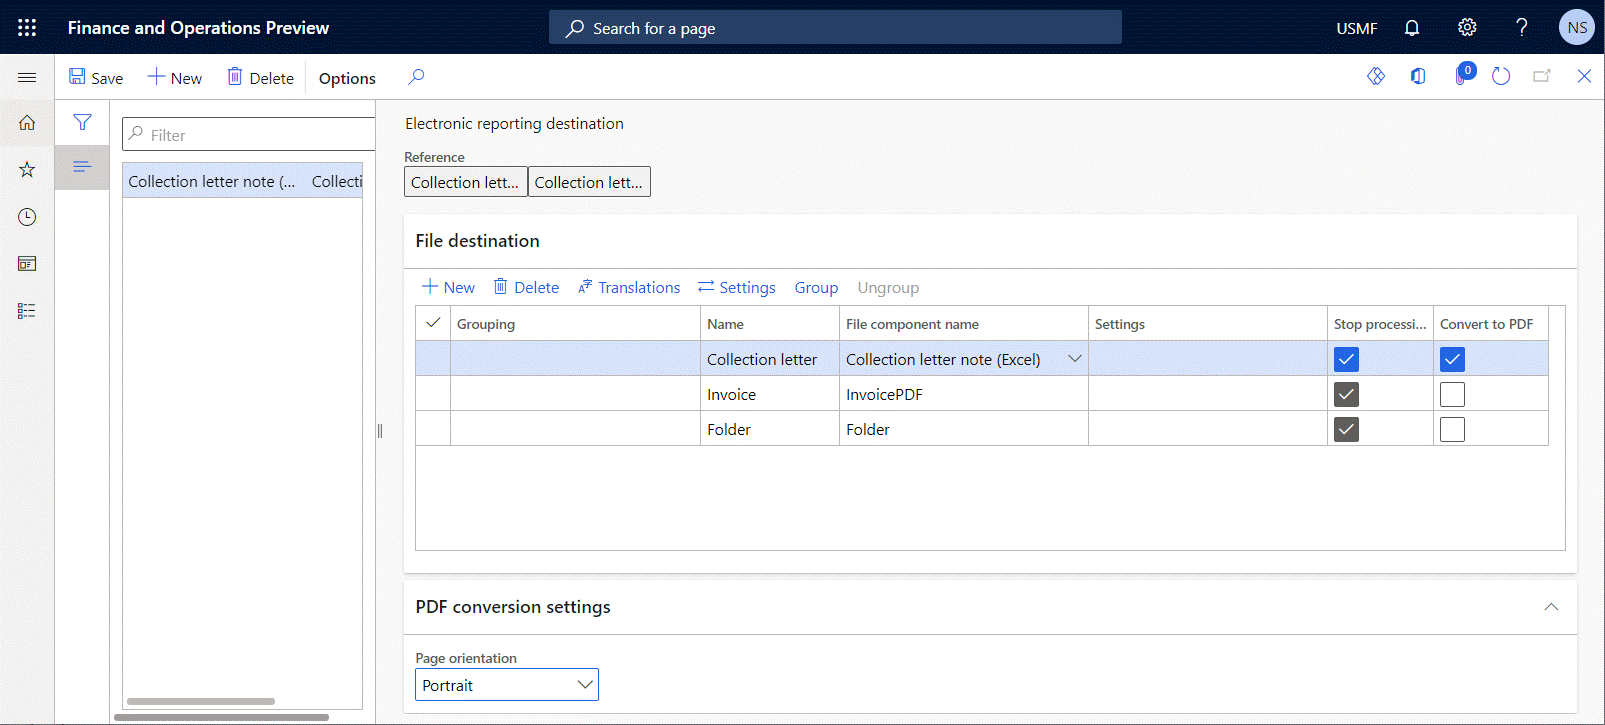 Finance and Operations Preview
Search for a page
USMF
NS
Save
New
Delete
Options
0
Filter
Collection letter note (... Collecti
Electronic reporting destination
Reference
Collection lett... Collection lett...
File destination
New
Delete
Translations
Settings
Group
Ungroup
Grouping Name File component name Settings Stop processi... Convert to PDF
Collection letter Collection letter note (Excel)
Invoice InvoicePDF
Folder Folder
PDF conversion settings
Page orientation
Portrait